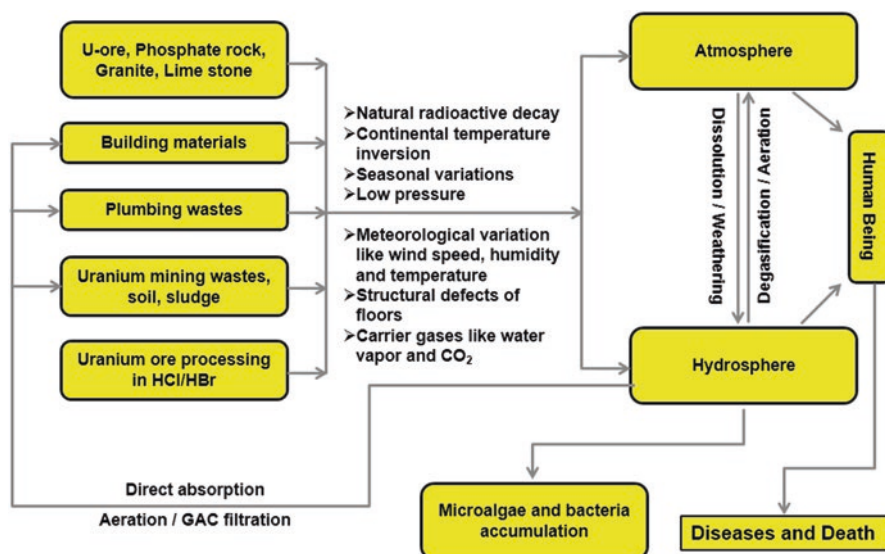 U-ore, Phosphate rock,
Granite, Lime stone
Building materials
Plumbing wastes
Uranium mining wastes,
soil, sludge
Uranium ore processing
in HCl/HBr
➢Natural radioactive decay
➢Continental temperature
inversion
➢Seasonal variations
➢Low pressure
➢Meteorological variation
like wind speed, humidity
and temperature
➢Structural defects of
floors
➢Carrier gases like water
vapor and CO₂
Atmosphere
Dissolution / Weathering
Degasification / Aeration
Human Being
Hydrosphere
Direct absorption
Aeration / GAC filtration
Microalgae and bacteria
accumulation
Diseases and Death